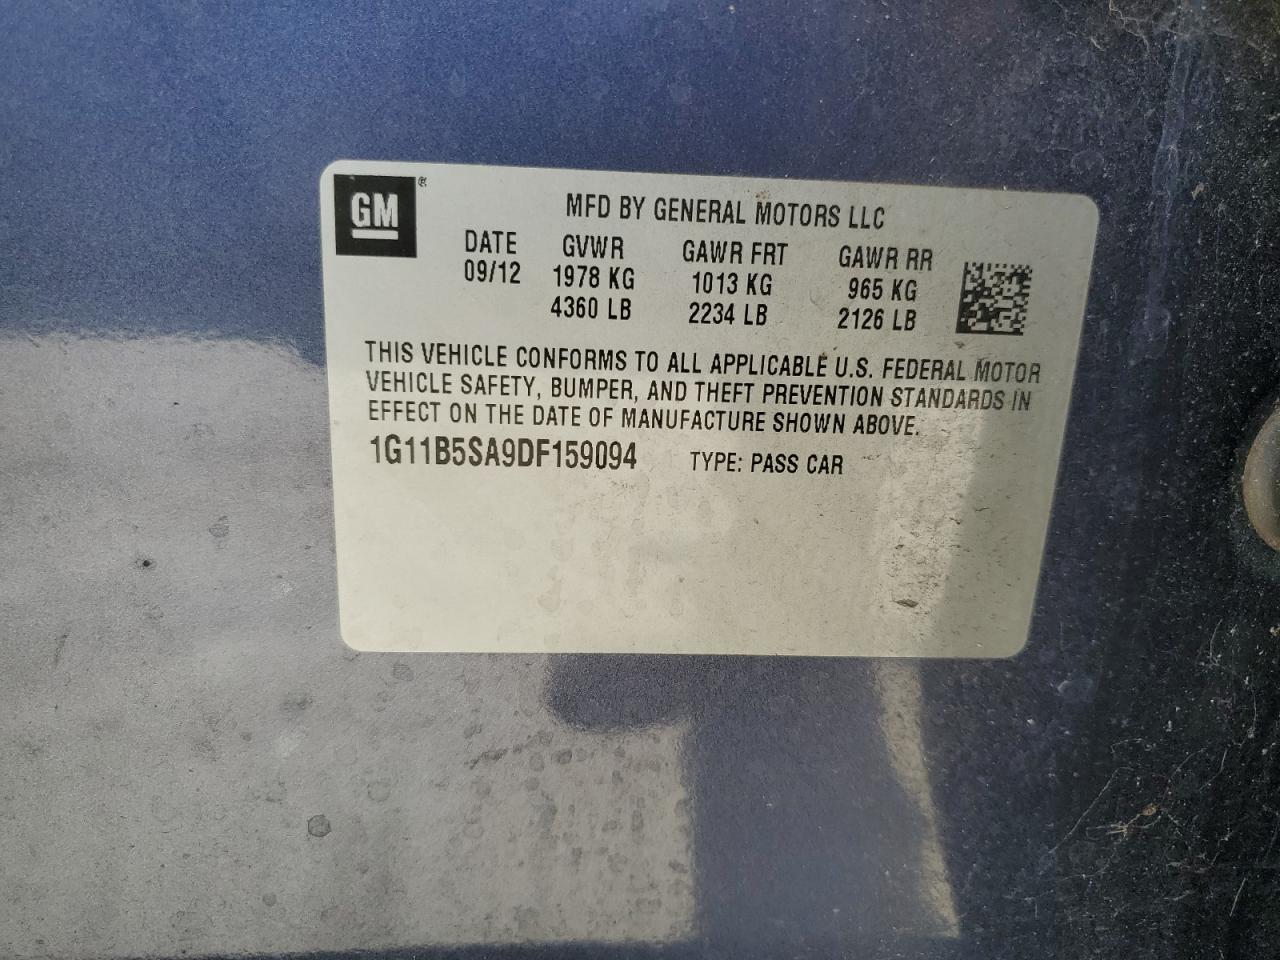 GM ®
MFD BY GENERAL MOTORS LLC
DATE GVWR GAWR FRT GAWR RR
09/12 1978 KG 1013 KG 965 KG
4360 LB 2234 LB 2126 LB
THIS VEHICLE CONFORMS TO ALL APPLICABLE U.S. FEDERAL MOTOR
VEHICLE SAFETY, BUMPER, AND THEFT PREVENTION STANDARDS IN
EFFECT ON THE DATE OF MANUFACTURE SHOWN ABOVE.
1G11B5SA9DF159094 TYPE: PASS CAR